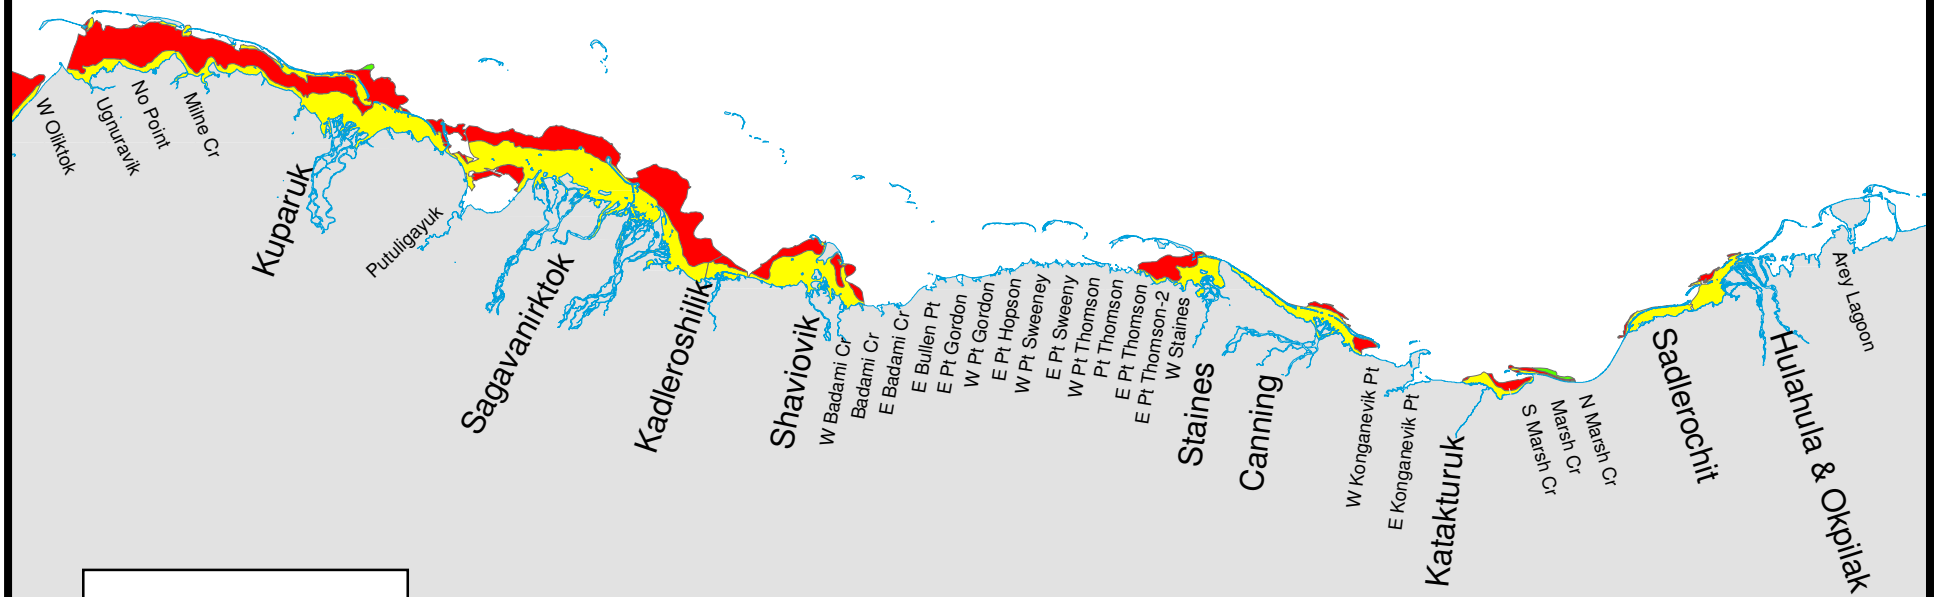 W Oliktok
Ugnuravik
No Point
Milne Cr
Kuparuk
Putuligayuk
Sagavanirktok
Kadleroshilik
Shaviovik
W Badami Cr
Badami Cr
E Badami Cr
E Bullen Pt
E Pt Gordon
W Pt Gordon
E Pt Hopson
W Pt Sweeney
E Pt Sweeny
W Pt Thomson
Pt Thomson
E Pt Thomson
E Pt Thomson-2
W Staines
Staines
Canning
W Konganevik Pt
E Konganevik Pt
Katakturuk
S Marsh Cr
Marsh Cr
N Marsh Cr
Sadlerochit
Hulahula & Okpilak
Arey Lagoon